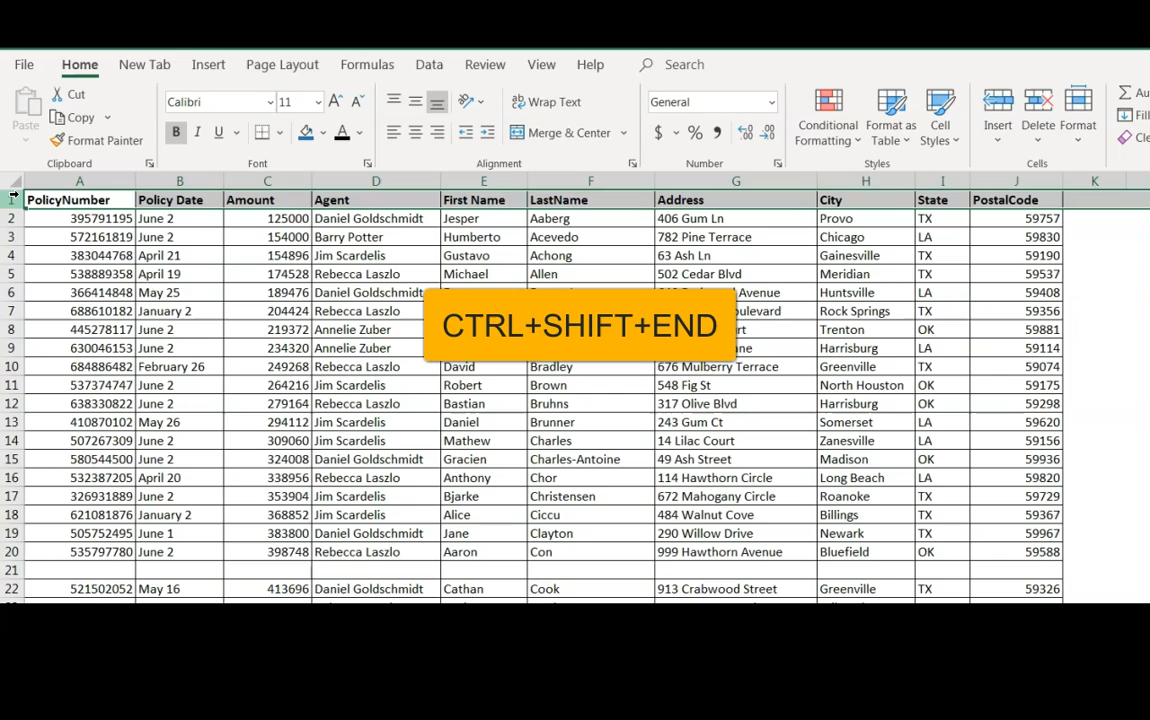 File Home New Tab Insert Page Layout Formulas Data Review View Help Search
Cut
Copy
Format Painter
Paste
Clipboard
Calibri 11
B I U
Font
Wrap Text
Merge & Center
Alignment
General
$ % 9
Number
Conditional Formatting
Format as Table
Cell Styles
Styles
Insert Delete Format
Cells
A B C D E F G H I J K
1 PolicyNumber Policy Date Amount Agent First Name LastName Address City State PostalCode
2 395791195 June 2 125000 Daniel Goldschmidt Jesper Aaberg 406 Gum Ln Provo TX 59757
3 572161819 June 2 154000 Barry Potter Humberto Acevedo 782 Pine Terrace Chicago LA 59830
4 383044768 April 21 154896 Jim Scardelis Gustavo Achong 63 Ash Ln Gainesville TX 59190
5 538889358 April 19 174528 Rebecca Laszlo Michael Allen 502 Cedar Blvd Meridian TX 59537
6 366414848 May 25 189476 Daniel Goldschmidt Avenue Huntsville LA 59408
7 688610182 January 2 204424 Rebecca Laszlo Rock Springs TX 59356
8 445278117 June 2 219372 Annelie Zuber Trenton OK 59881
9 630046153 June 2 234320 Annelie Zuber Harrisburg LA 59114
CTRL+SHIFT+END
10 684886482 February 26 249268 Rebecca Laszlo David Bradley 676 Mulberry Terrace Greenville TX 59074
11 537374747 June 2 264216 Jim Scardelis Robert Brown 548 Fig St North Houston OK 59175
12 638330822 June 2 279164 Rebecca Laszlo Bastian Bruhns 317 Olive Blvd Harrisburg OK 59298
13 410870102 May 26 294112 Jim Scardelis Daniel Brunner 243 Gum Ct Somerset LA 59620
14 507267309 June 2 309060 Jim Scardelis Mathew Charles 14 Lilac Court Zanesville LA 59156
15 580544500 June 2 324008 Daniel Goldschmidt Gracien Charles-Antoine 49 Ash Street Madison OK 59936
16 532387205 April 20 338956 Rebecca Laszlo Anthony Chor 114 Hawthorn Circle Long Beach LA 59820
17 326931889 June 2 353904 Jim Scardelis Bjarke Christensen 672 Mahogany Circle Roanoke TX 59729
18 621081876 January 2 368852 Jim Scardelis Alice Ciccu 484 Walnut Cove Billings TX 59367
19 505752495 June 1 383800 Daniel Goldschmidt Jane Clayton 290 Willow Drive Newark TX 59967
20 535797780 June 2 398748 Rebecca Laszlo Aaron Con 999 Hawthorn Avenue Bluefield OK 59588
21
22 521502052 May 16 413696 Daniel Goldschmidt Cathan Cook 913 Crabwood Street Greenville TX 59326